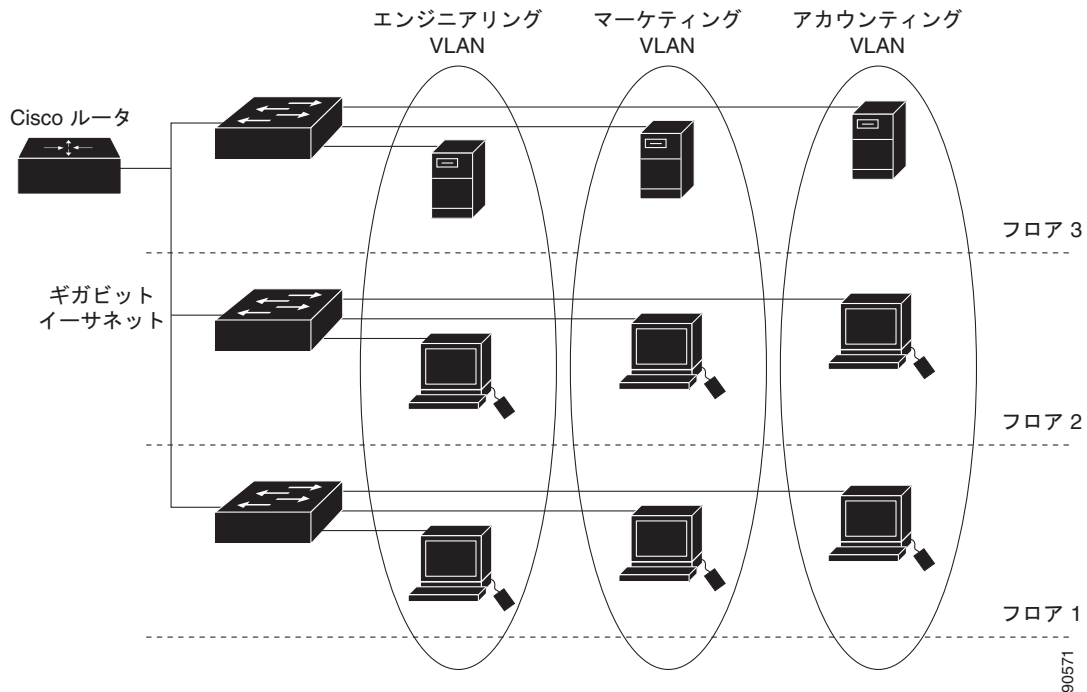 エンジニアリング
VLAN
マーケティング
VLAN
アカウンティング
VLAN
Cisco ルータ
フロア 3
ギガビット
イーサネット
フロア 2
フロア 1
90571